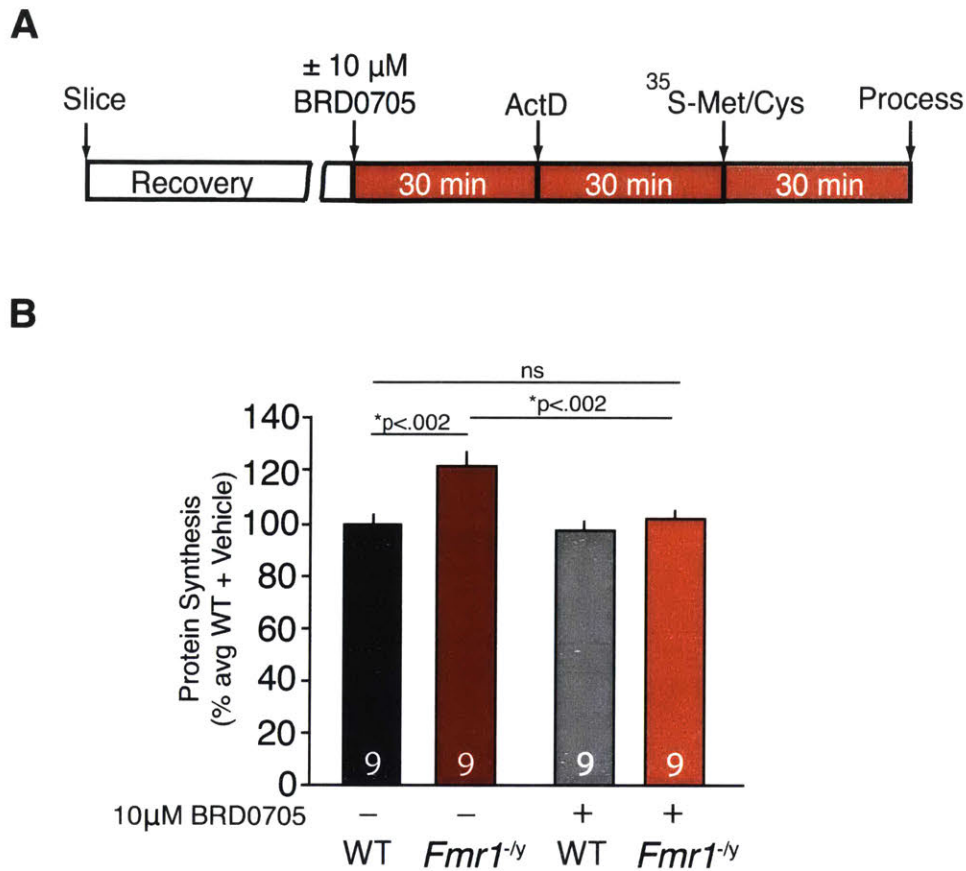 A
± 10 µM
Slice BRD0705 ActD ³⁵S-Met/Cys Process
Recovery 30 min 30 min 30 min
B
ns
*p<.002 *p<.002
Protein Synthesis
(% avg WT + Vehicle)
140
120
100
80
60
40
20
0
9 9 9 9
10µM BRD0705 – – + +
WT Fmr1⁻/ʸ WT Fmr1⁻/ʸ